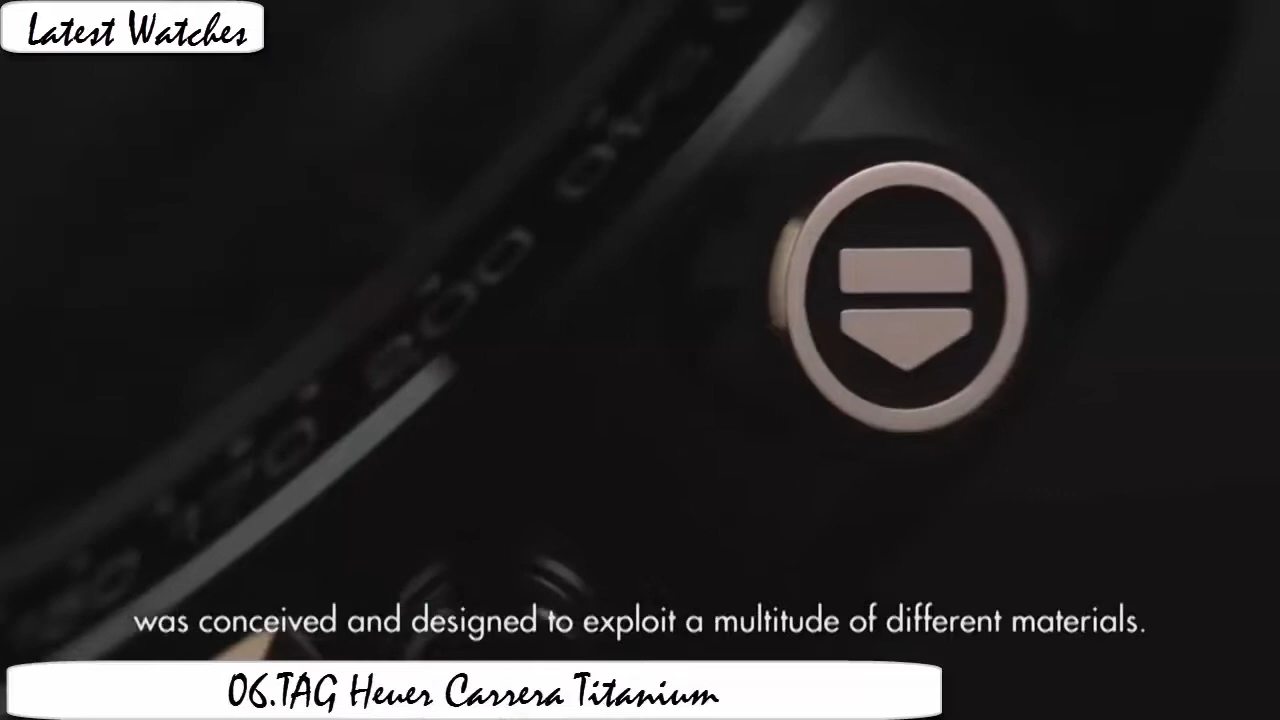 Latest Watches
was conceived and designed to exploit a multitude of different materials.
06.TAG Heuer Carrera Titanium